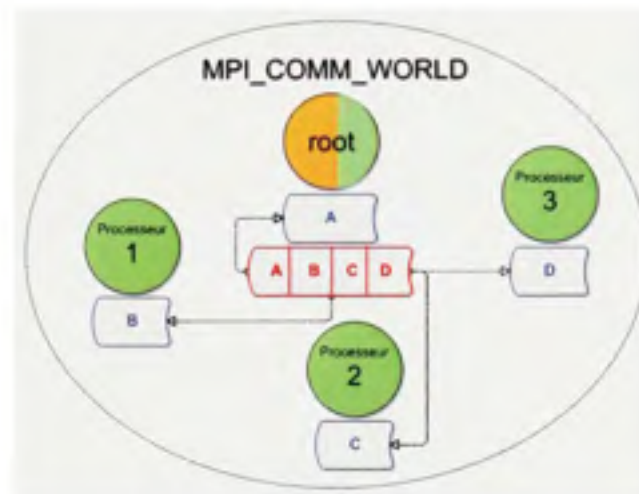 MPI_COMM_WORLD
root
A
A B C D
Processeur
1
B
Processeur
2
C
Processeur
3
D